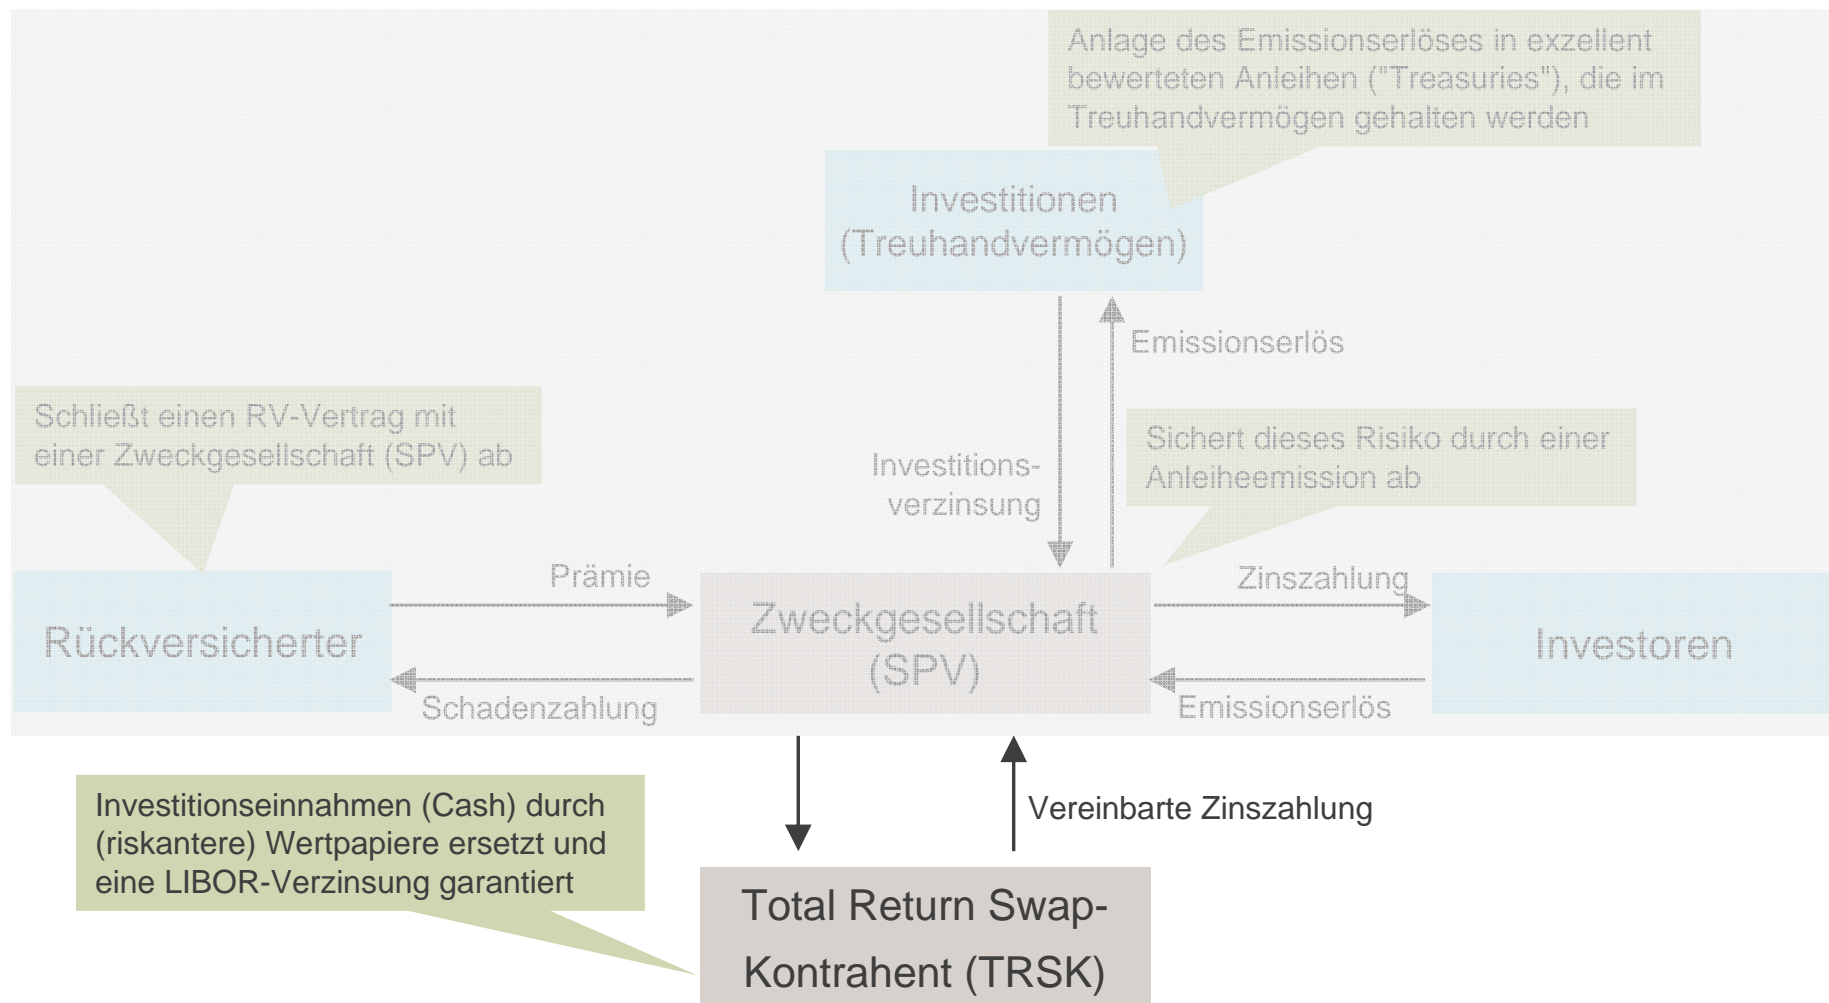 Anlage des Emissionserlöses in exzellent
bewerteten Anleihen ("Treasuries"), die im
Treuhandvermögen gehalten werden
Investitionen
(Treuhandvermögen)
Emissionserlös
Schließt einen RV-Vertrag mit
einer Zweckgesellschaft (SPV) ab
Sichert dieses Risiko durch einer
Anleiheemission ab
Investitions-
verzinsung
Prämie
Zinszahlung
Rückversicherter
Zweckgesellschaft
(SPV)
Investoren
Schadenzahlung
Emissionserlös
Investitionseinnahmen (Cash) durch
(riskantere) Wertpapiere ersetzt und
eine LIBOR-Verzinsung garantiert
Vereinbarte Zinszahlung
Total Return Swap-
Kontrahent (TRSK)